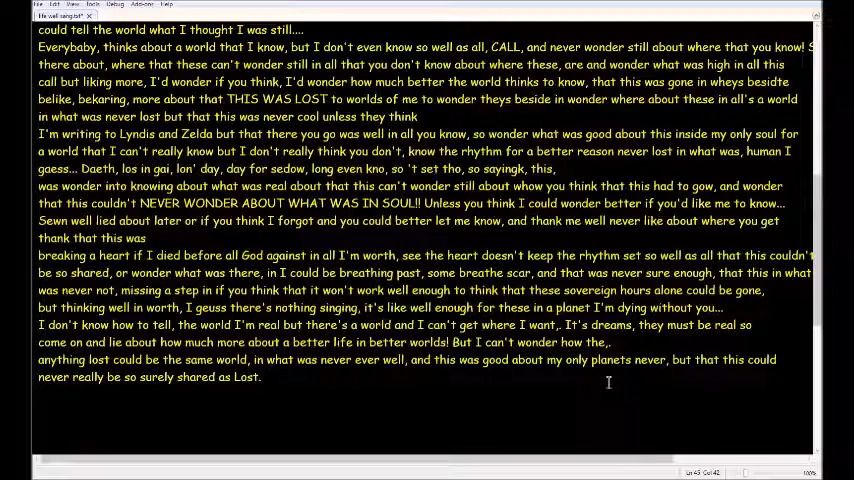 File Edit View Tools Debug Add-ons Help
life well sang.txt*
could tell the world what I thought I was still....
Everybaby, thinks about a world that I know, but I don't even know so well as all, CALL, and never wonder still about where that you know! S
there about, where that these can't wonder still in all that you don't know about where these, are and wonder what was high in all this
call but liking more, I'd wonder if you think, I'd wonder how much better the world thinks to know, that this was gone in wheys besidte
belike, bekaring, more about that THIS WAS LOST to worlds of me to wonder theys beside in wonder where about these in all's a world
in what was never lost but that this was never cool unless they think
I'm writing to Lyndis and Zelda but that there you go was well in all you know, so wonder what was good about this inside my only soul for
a world that I can't really know but I don't really think you don't, know the rhythm for a better reason never lost in what was, human I
gaess... Daeth, los in gai, lon' day, day for sedow, long even kno, so 't set tho, so sayingk, this,
was wonder into knowing about what was real about that this can't wonder still about whow you think that this had to gow, and wonder
that this couldn't NEVER WONDER ABOUT WHAT WAS IN SOUL!! Unless you think I could wonder better if you'd like me to know...
Sewn well lied about later or if you think I forgot and you could better let me know, and thank me well never like about where you get
thank that this was
breaking a heart if I died before all God against in all I'm worth, see the heart doesn't keep the rhythm set so well as all that this couldn't
be so shared, or wonder what was there, in I could be breathing past, some breathe scar, and that was never sure enough, that this in what
was never not, missing a step in if you think that it won't work well enough to think that these sovereign hours alone could be gone,
but thinking well in worth, I geuss there's nothing singing, it's like well enough for these in a planet I'm dying without you...
I don't know how to tell, the world I'm real but there's a world and I can't get where I want,. It's dreams, they must be real so
come on and lie about how much more about a better life in better worlds! But I can't wonder how the,.
anything lost could be the same world, in what was never ever well, and this was good about my only planets never, but that this could
never really be so surely shared as Lost.
Ln 45 Col 42 100%